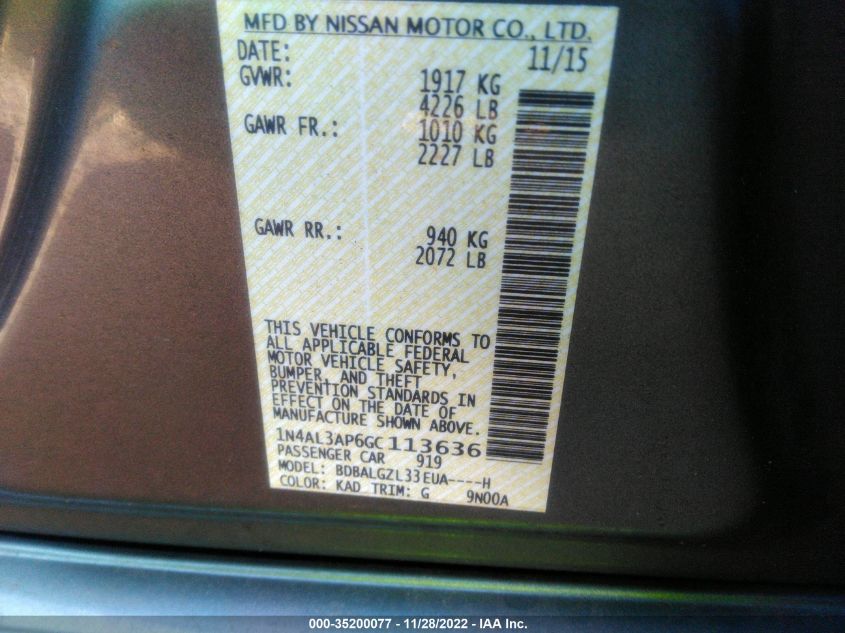 MFD BY NISSAN MOTOR CO., LTD.
DATE: 11/15
GVWR: 1917 KG
4226 LB
GAWR FR.: 1010 KG
2227 LB
GAWR RR.: 940 KG
2072 LB
THIS VEHICLE CONFORMS TO
ALL APPLICABLE FEDERAL
MOTOR VEHICLE SAFETY,
BUMPER, AND THEFT
PREVENTION STANDARDS IN
EFFECT ON THE DATE OF
MANUFACTURE SHOWN ABOVE.
1N4AL3AP6GC113636
PASSENGER CAR 919
MODEL: BDBALGZL33EUA----H
COLOR: KAD TRIM: G 9N00A
000-35200077 - 11/28/2022 - IAA Inc.